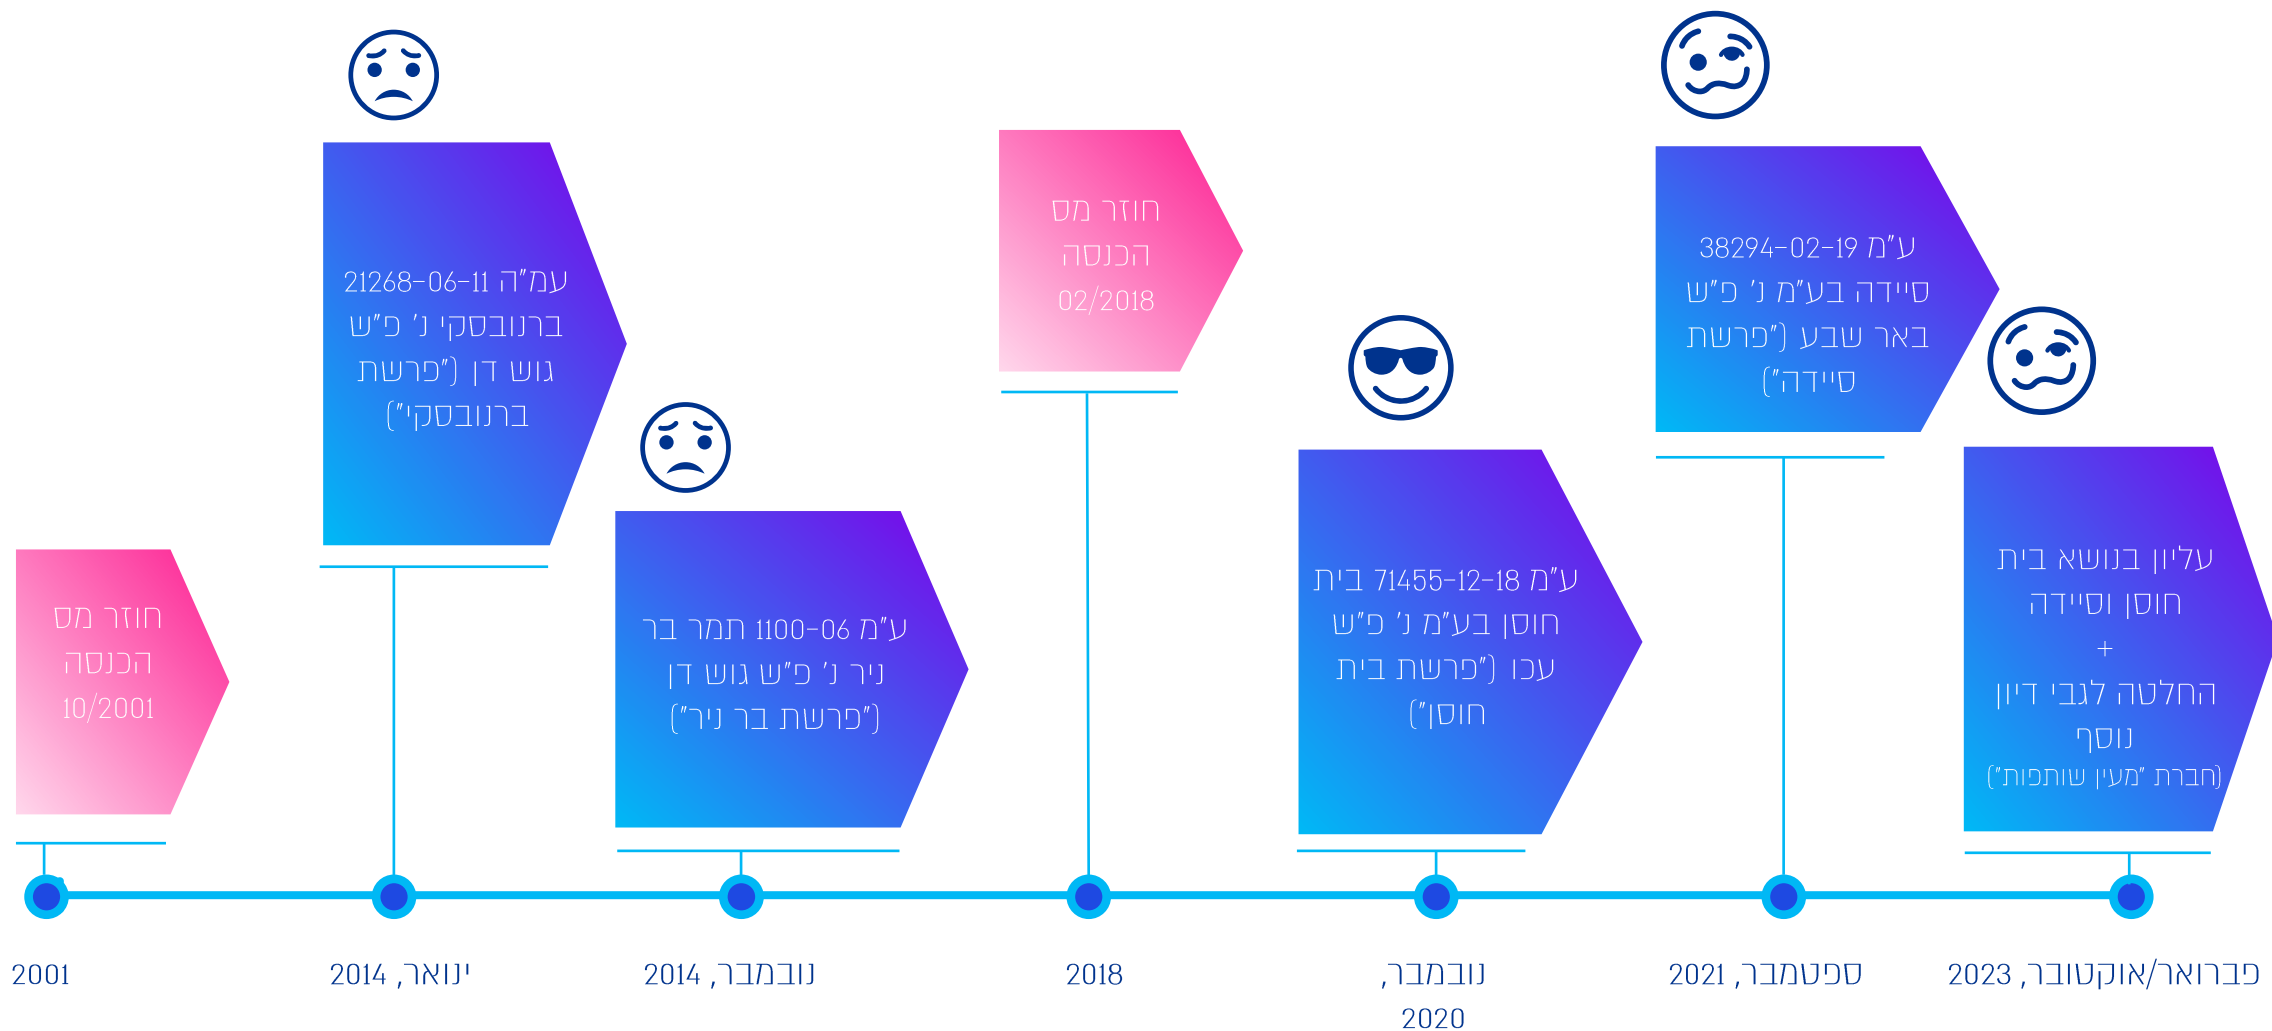 חוזר מס
הכנסה
10/2001
עמ"ה 21268-06-11
ברנובסקי נ' פ"ש
גוש דן ("פרשת
ברנובסקי")
ע"מ 1100-06 תמר בר
ניר נ' פ"ש גוש דן
("פרשת בר ניר")
חוזר מס
הכנסה
02/2018
ע"מ 71455-12-18 בית
חוסן בע"מ נ' פ"ש
עכו ("פרשת בית
חוסן")
ע"מ 38294-02-19
סיידה בע"מ נ' פ"ש
באר שבע ("פרשת
סיידה")
עליון בנושא בית
חוסן וסיידה
+
החלטה לגבי דיון
נוסף
(חברת "מעין שותפות")
2001
ינואר, 2014
נובמבר, 2014
2018
נובמבר,
2020
ספטמבר, 2021
פברואר/אוקטובר, 2023